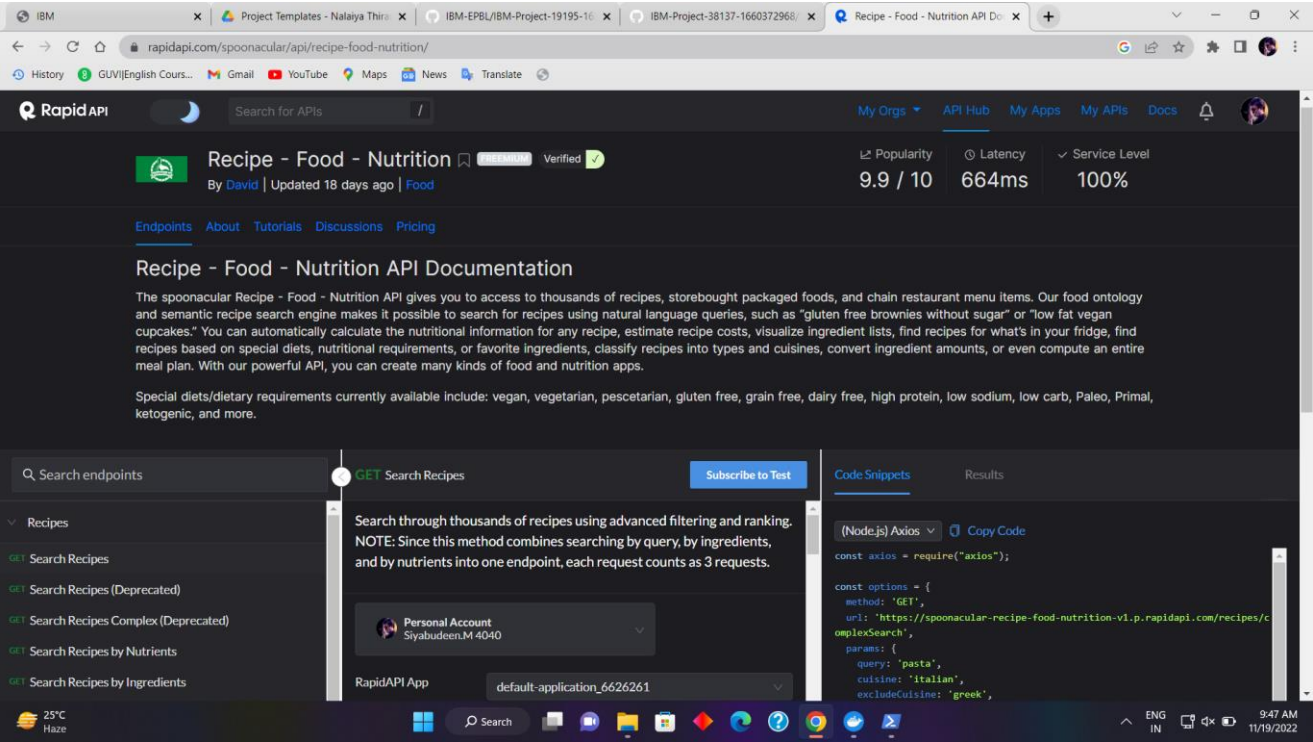 IBM
Project Templates - Nalaiya Thira
IBM-EPBL/IBM-Project-19195-16
IBM-Project-38137-1660372968/
Recipe - Food - Nutrition API Do
rapidapi.com/spoonacular/api/recipe-food-nutrition/
History
GUVI|English Cours...
Gmail
YouTube
Maps
News
Translate
Rapid API
Search for APIs
/
My Orgs
API Hub
My Apps
My APIs
Docs
Recipe - Food - Nutrition
FREEMIUM
Verified
By David | Updated 18 days ago | Food
Popularity
9.9 / 10
Latency
664ms
Service Level
100%
Endpoints
About
Tutorials
Discussions
Pricing
Recipe - Food - Nutrition API Documentation
The spoonacular Recipe - Food - Nutrition API gives you to access to thousands of recipes, storebought packaged foods, and chain restaurant menu items. Our food ontology
and semantic recipe search engine makes it possible to search for recipes using natural language queries, such as "gluten free brownies without sugar" or "low fat vegan
cupcakes." You can automatically calculate the nutritional information for any recipe, estimate recipe costs, visualize ingredient lists, find recipes for what's in your fridge, find
recipes based on special diets, nutritional requirements, or favorite ingredients, classify recipes into types and cuisines, convert ingredient amounts, or even compute an entire
meal plan. With our powerful API, you can create many kinds of food and nutrition apps.
Special diets/dietary requirements currently available include: vegan, vegetarian, pescetarian, gluten free, grain free, dairy free, high protein, low sodium, low carb, Paleo, Primal,
ketogenic, and more.
Search endpoints
Recipes
GET Search Recipes
GET Search Recipes (Deprecated)
GET Search Recipes Complex (Deprecated)
GET Search Recipes by Nutrients
GET Search Recipes by Ingredients
GET Search Recipes
Subscribe to Test
Search through thousands of recipes using advanced filtering and ranking.
NOTE: Since this method combines searching by query, by ingredients,
and by nutrients into one endpoint, each request counts as 3 requests.
Personal Account
Siyabudeen.M 4040
RapidAPI App
default-application_6626261
Code Snippets
Results
(Node.js) Axios
Copy Code
const axios = require("axios");
const options = {
method: 'GET',
url: 'https://spoonacular-recipe-food-nutrition-v1.p.rapidapi.com/recipes/c
omplexSearch',
params: {
query: 'pasta',
cuisine: 'italian',
excludeCuisine: 'greek',
25°C
Haze
Search
ENG
IN
9:47 AM
11/19/2022